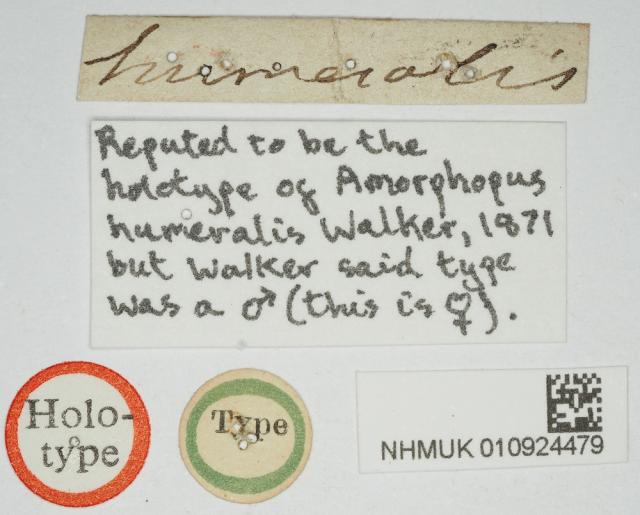 humeralis
Reputed to be the
holotype of Amorphopus
humeralis Walker, 1871
but Walker said type
was a ♂ (this is ♀).
Holo-
type
Type
NHMUK 010924479